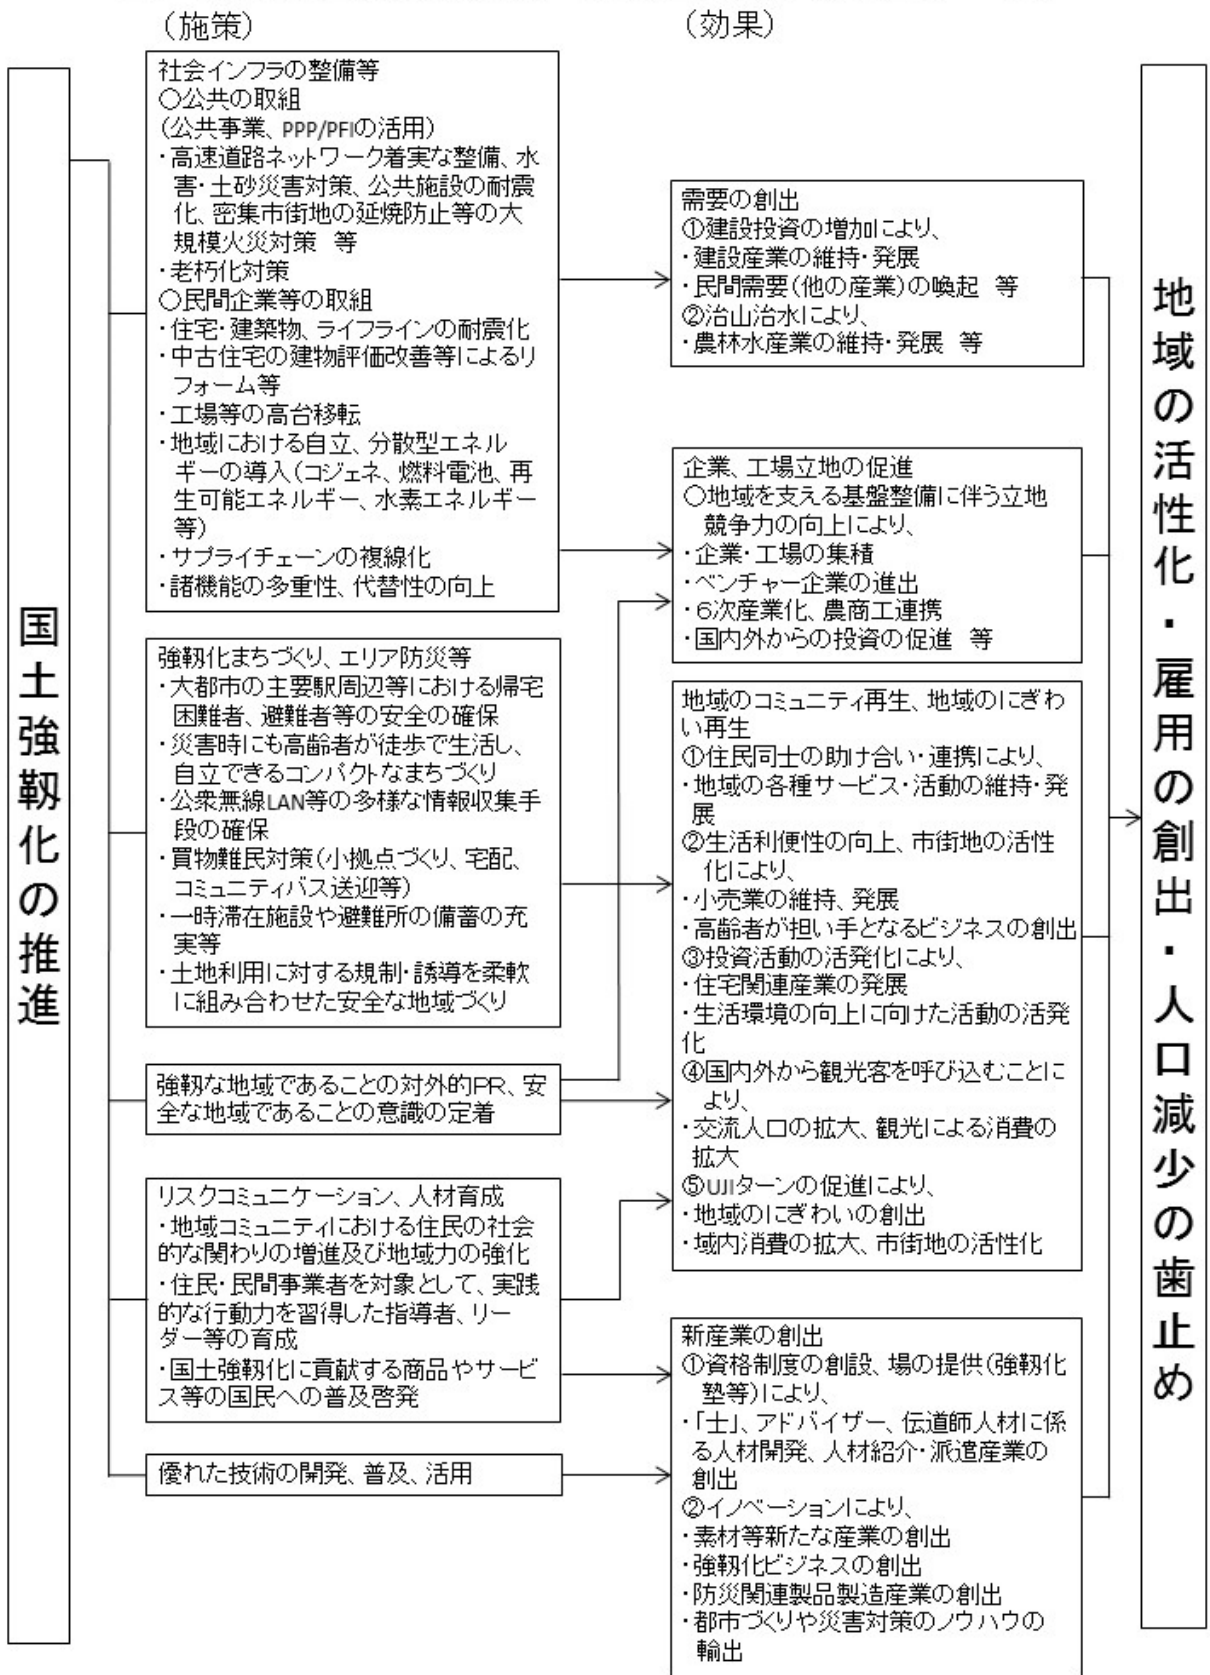 (施策)
(効果)
国土強靱化の推進
社会インフラの整備等
○公共の取組
(公共事業、PPP/PFIの活用)
・高速道路ネットワーク着実な整備、水
害・土砂災害対策、公共施設の耐震
化、密集市街地の延焼防止等の大
規模火災対策 等
・老朽化対策
○民間企業等の取組
・住宅・建築物、ライフラインの耐震化
・中古住宅の建物評価改善等によるリ
フォーム等
・工場等の高台移転
・地域における自立、分散型エネル
ギーの導入(コジェネ、燃料電池、再
生可能エネルギー、水素エネルギー
等)
・サプライチェーンの複線化
・諸機能の多重性、代替性の向上
強靱化まちづくり、エリア防災等
・大都市の主要駅周辺等における帰宅
困難者、避難者等の安全の確保
・災害時にも高齢者が徒歩で生活し、
自立できるコンパクトなまちづくり
・公衆無線LAN等の多様な情報収集手
段の確保
・買物難民対策(小拠点づくり、宅配、
コミュニティバス送迎等)
・一時滞在施設や避難所の備蓄の充
実等
・土地利用に対する規制・誘導を柔軟
に組み合わせた安全な地域づくり
強靱な地域であることの対外的PR、安
全な地域であることの意識の定着
リスクコミュニケーション、人材育成
・地域コミュニティにおける住民の社会
的な関わりの増進及び地域力の強化
・住民・民間事業者を対象として、実践
的な行動力を習得した指導者、リー
ダー等の育成
・国土強靱化に貢献する商品やサービ
ス等の国民への普及啓発
優れた技術の開発、普及、活用
需要の創出
①建設投資の増加により、
・建設産業の維持・発展
・民間需要(他の産業)の喚起 等
②治山治水により、
・農林水産業の維持・発展 等
企業、工場立地の促進
○地域を支える基盤整備に伴う立地
競争力の向上により、
・企業・工場の集積
・ベンチャー企業の進出
・6次産業化、農商工連携
・国内外からの投資の促進 等
地域のコミュニティ再生、地域のにぎわ
い再生
①住民同士の助け合い・連携により、
・地域の各種サービス・活動の維持・発
展
②生活利便性の向上、市街地の活性
化により、
・小売業の維持、発展
・高齢者が担い手となるビジネスの創出
③投資活動の活発化により、
・住宅関連産業の発展
・生活環境の向上に向けた活動の活発
化
④国内外から観光客を呼び込むことに
より、
・交流人口の拡大、観光による消費の
拡大
⑤UJIターンの促進により、
・地域のにぎわいの創出
・域内消費の拡大、市街地の活性化
新産業の創出
①資格制度の創設、場の提供(強靱化
塾等)により、
・「士」、アドバイザー、伝道師人材に係
る人材開発、人材紹介・派遣産業の
創出
②イノベーションにより、
・素材等新たな産業の創出
・強靱化ビジネスの創出
・防災関連製品製造産業の創出
・都市づくりや災害対策のノウハウの
輸出
地域の活性化・雇用の創出・人口減少の歯止め